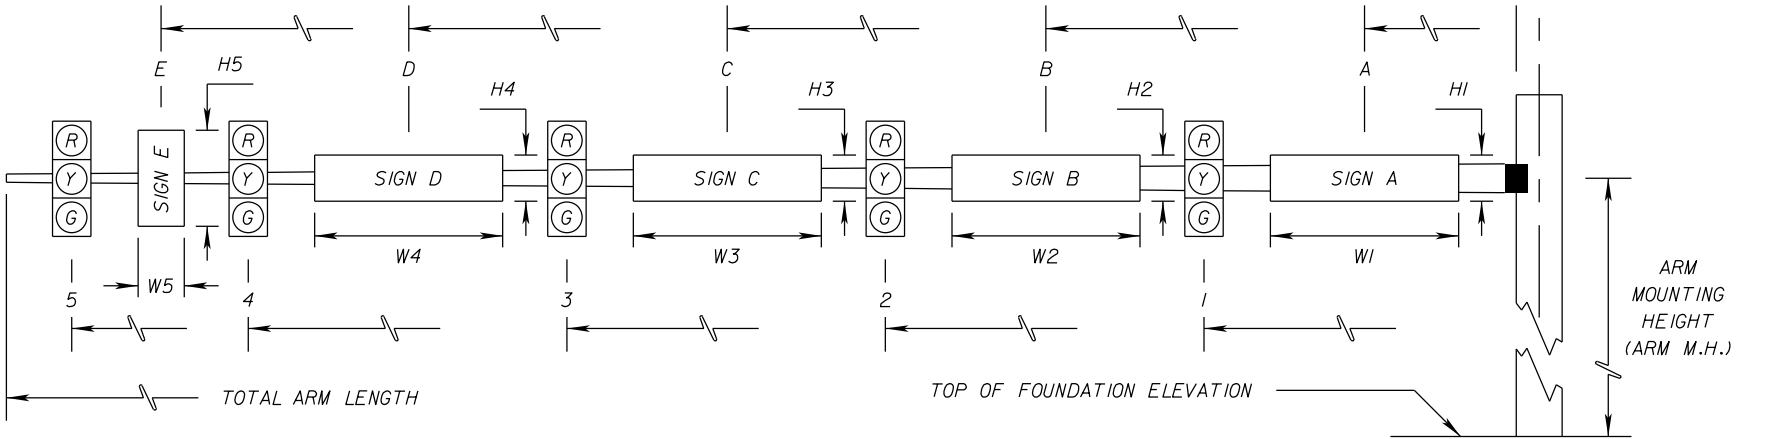 E
D
C
B
A
H5
H4
H3
H2
H1
R
R
R
R
R
Y
SIGN E
Y
SIGN D
Y
SIGN C
Y
SIGN B
Y
SIGN A
G
G
G
G
G
W4
W3
W2
W1
W5
5
4
3
2
1
ARM
MOUNTING
HEIGHT
(ARM M.H.)
TOTAL ARM LENGTH
TOP OF FOUNDATION ELEVATION